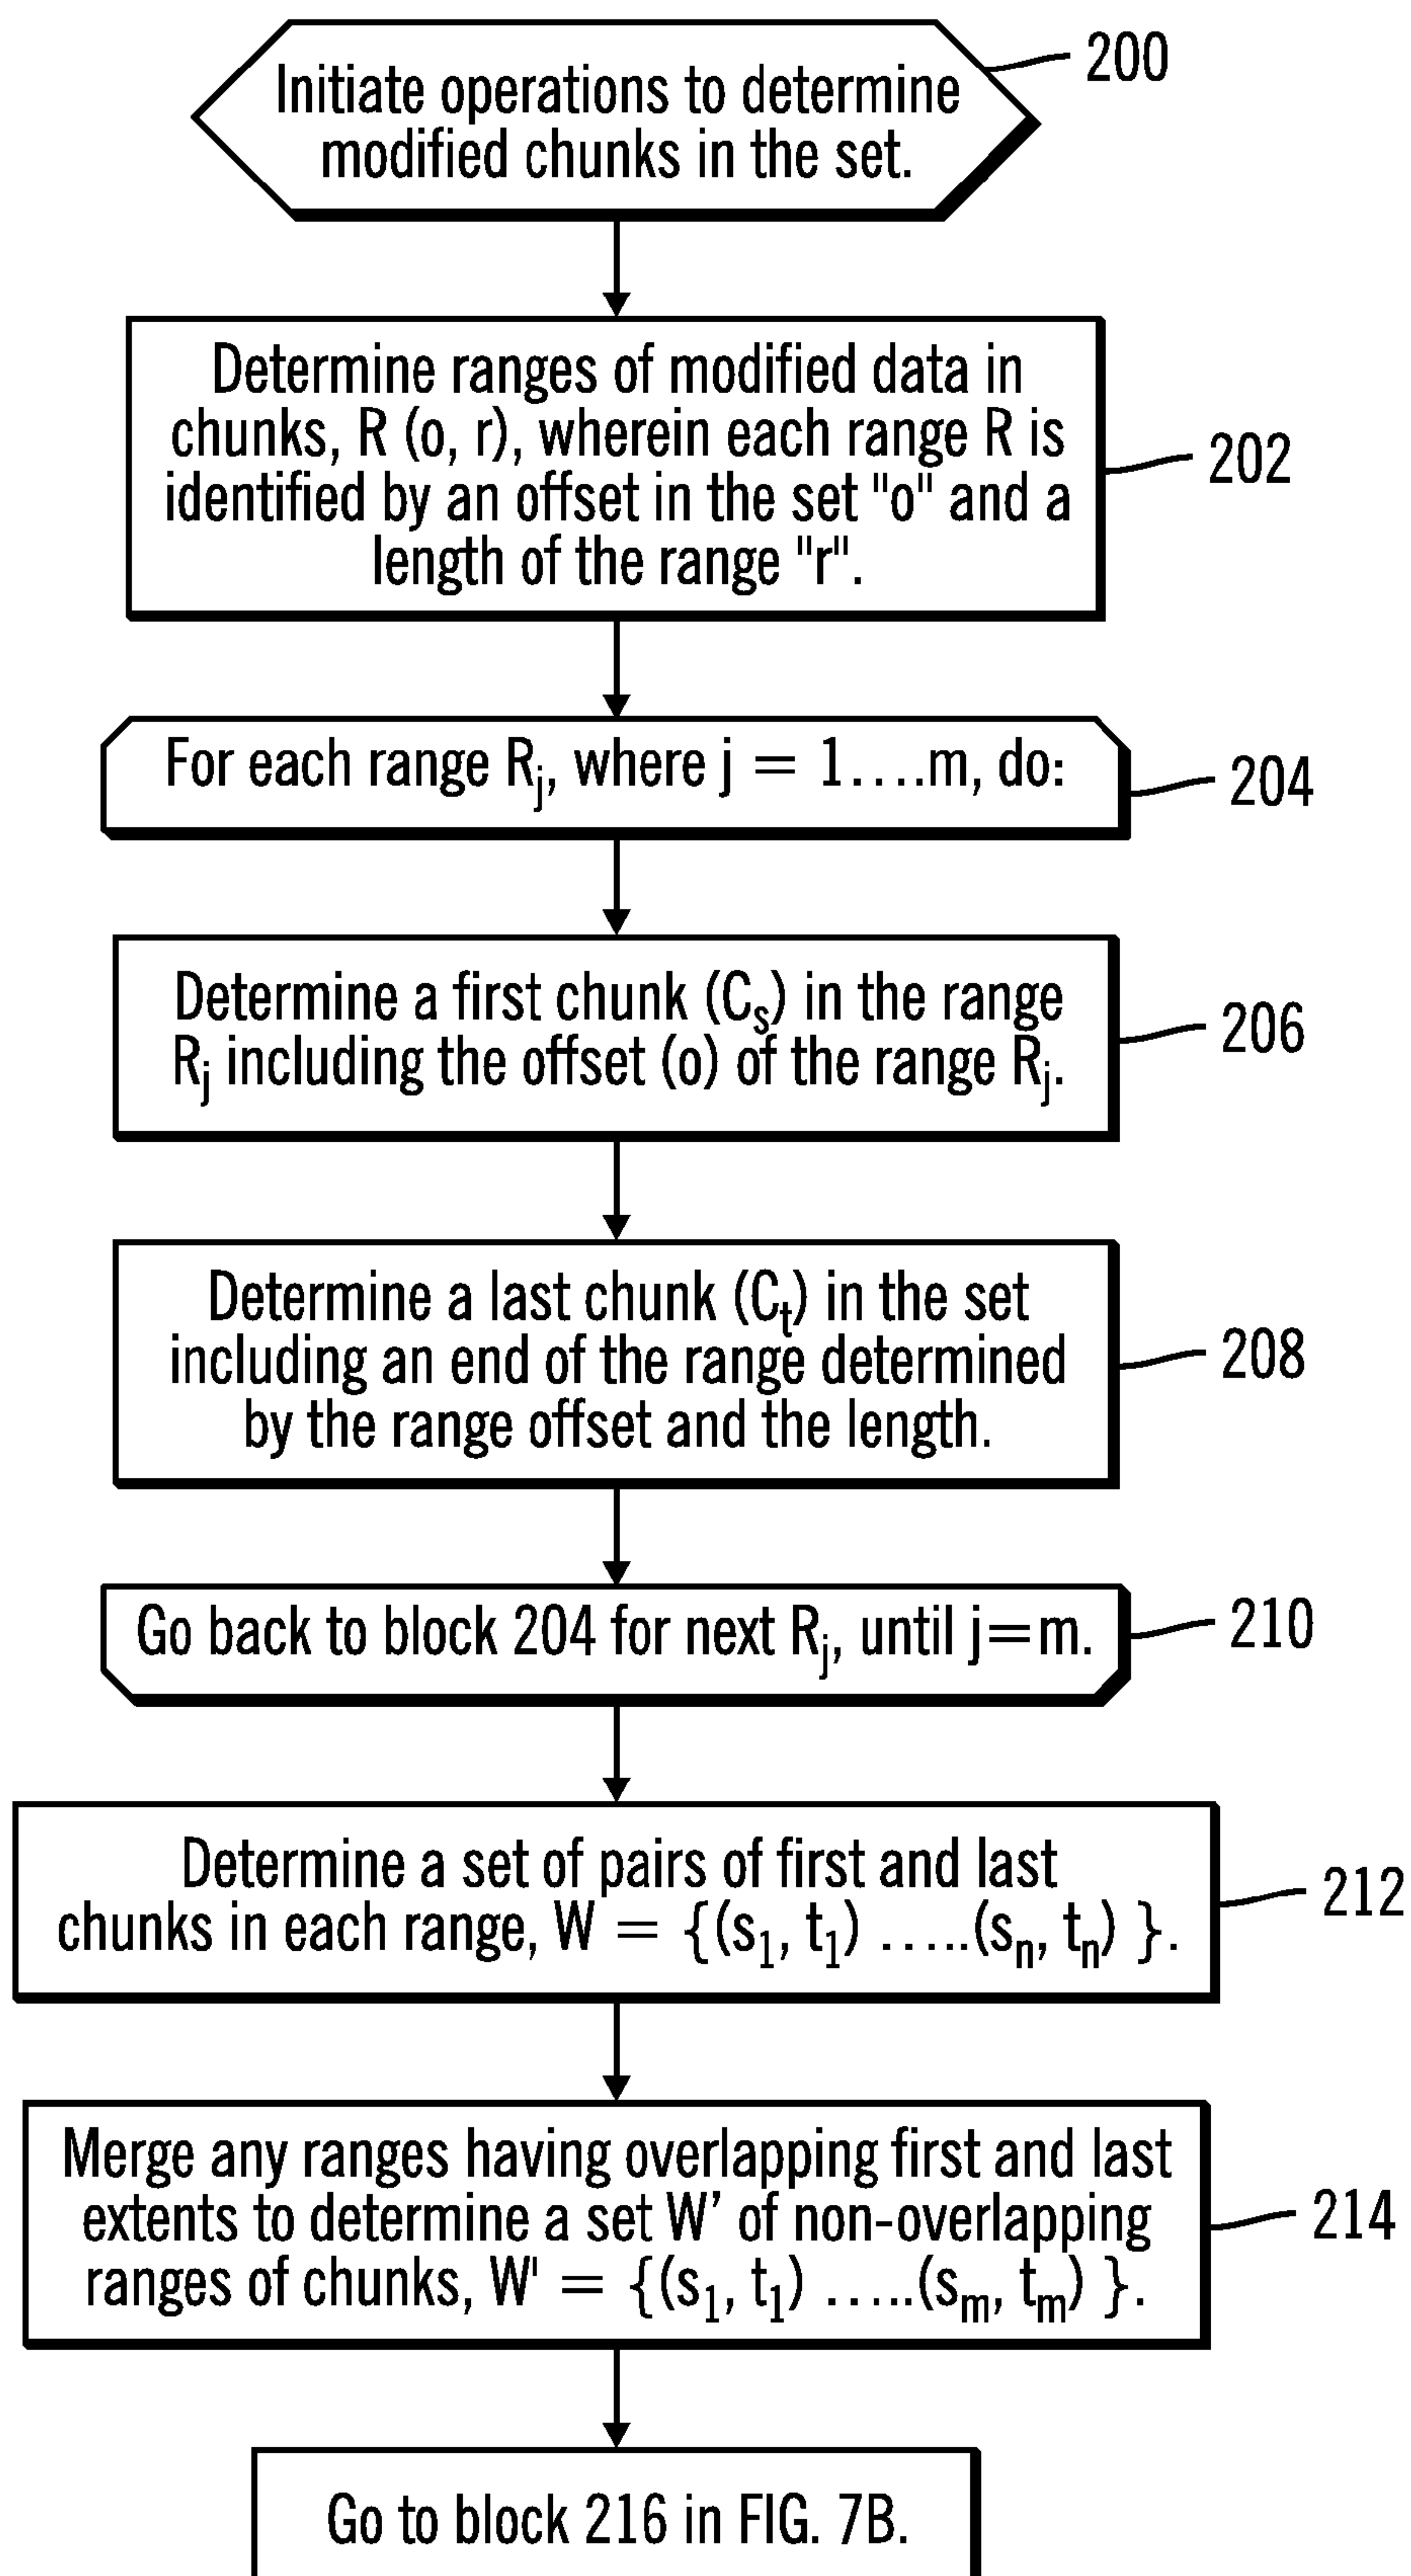 Initiate operations to determine
modified chunks in the set.
200
Determine ranges of modified data in
chunks, R (o, r), wherein each range R is
identified by an offset in the set "o" and a
length of the range "r".
202
For each range Rj, where j = 1....m, do:
204
Determine a first chunk (Cs) in the range
Rj including the offset (o) of the range Rj.
206
Determine a last chunk (Ct) in the set
including an end of the range determined
by the range offset and the length.
208
Go back to block 204 for next Rj, until j=m.
210
Determine a set of pairs of first and last
chunks in each range, W = {(s1, t1) .....(sn, tn) }.
212
Merge any ranges having overlapping first and last
extents to determine a set W’ of non-overlapping
ranges of chunks, W' = {(s1, t1) .....(sm, tm) }.
214
Go to block 216 in FIG. 7B.